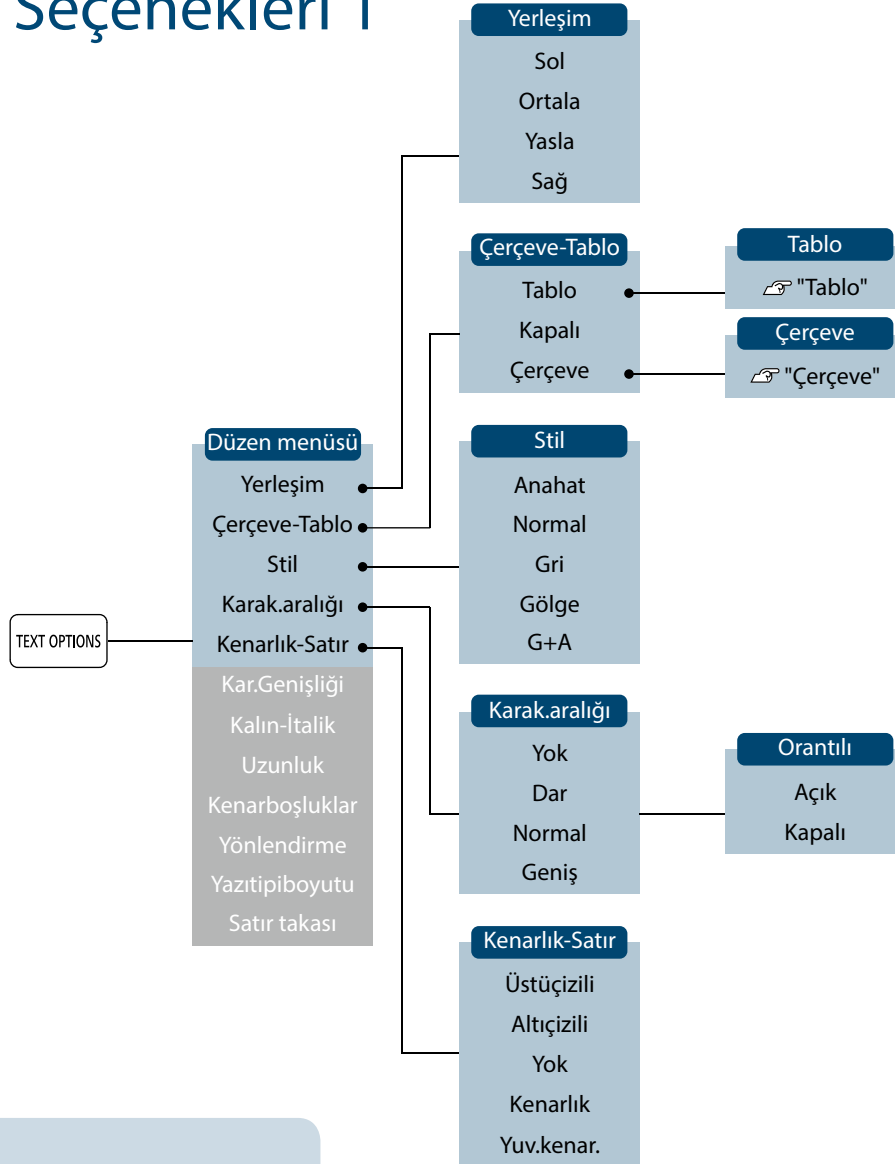 Seçenekleri 1
TEXT OPTIONS
Düzen menüsü
Yerleşim
Çerçeve-Tablo
Stil
Karak.aralığı
Kenarlık-Satır
Kar.Genişliği
Kalın-İtalik
Uzunluk
Kenarboşluklar
Yönlendirme
Yazıtipiboyutu
Satır takası
Yerleşim
Sol
Ortala
Yasla
Sağ
Çerçeve-Tablo
Tablo
Kapalı
Çerçeve
Tablo
"Tablo"
Çerçeve
"Çerçeve"
Stil
Anahat
Normal
Gri
Gölge
G+A
Karak.aralığı
Yok
Dar
Normal
Geniş
Orantılı
Açık
Kapalı
Kenarlık-Satır
Üstüçizili
Altıçizili
Yok
Kenarlık
Yuv.kenar.